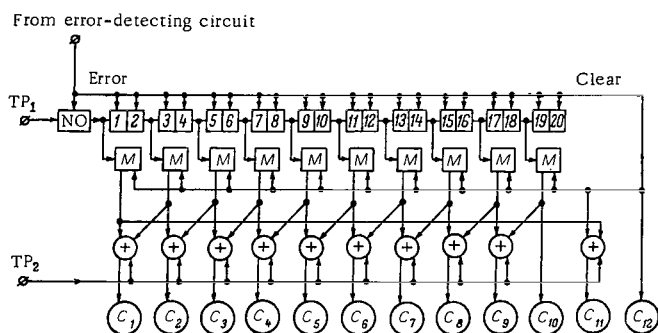 From error-detecting circuit
Error Clear
TP1
NO 1 2 3 4 5 6 7 8 9 10 11 12 13 14 15 16 17 18 19 20
M M M M M M M M M M
+ + + + + + + + + +
TP2
C1 C2 C3 C4 C5 C6 C7 C8 C9 C10 C11 C12